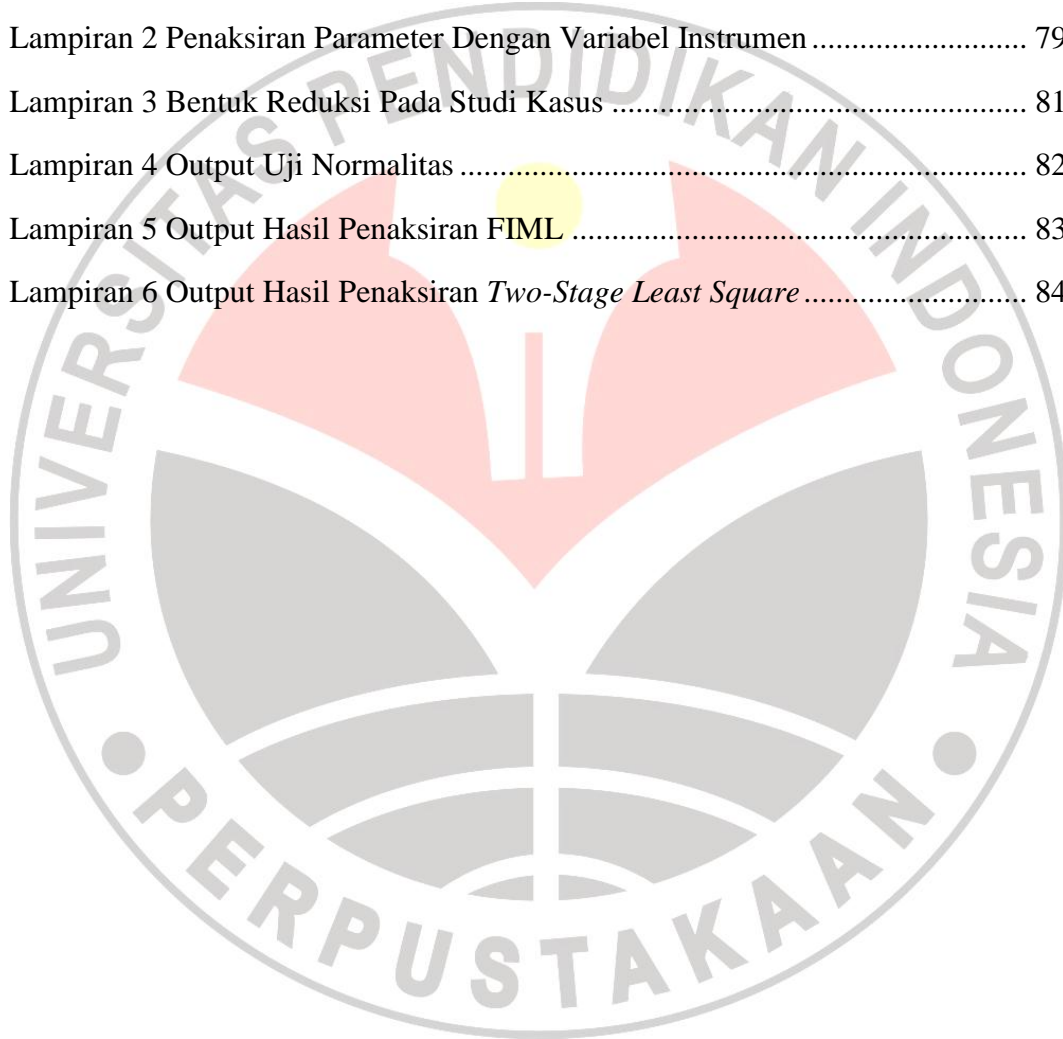 Lampiran 2 Penaksiran Parameter Dengan Variabel Instrumen ........................... 79
Lampiran 3 Bentuk Reduksi Pada Studi Kasus .................................................... 81
Lampiran 4 Output Uji Normalitas ....................................................................... 82
Lampiran 5 Output Hasil Penaksiran FIML ......................................................... 83
Lampiran 6 Output Hasil Penaksiran Two-Stage Least Square ............................ 84
UNIVERSITAS PENDIDIKAN INDONESIA
PERPUSTAKAAN